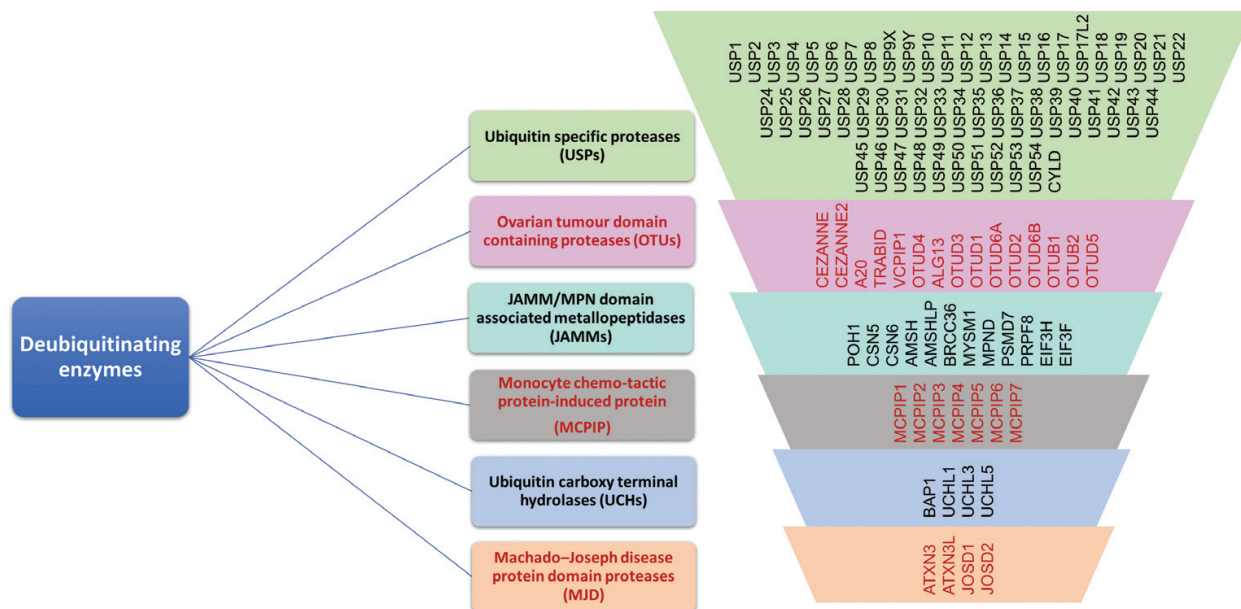 Deubiquitinating
enzymes
Ubiquitin specific proteases
(USPs)
Ovarian tumour domain
containing proteases (OTUs)
JAMM/MPN domain
associated metallopeptidases
(JAMMs)
Monocyte chemo-tactic
protein-induced protein
(MCPIP)
Ubiquitin carboxy terminal
hydrolases (UCHs)
Machado–Joseph disease
protein domain proteases
(MJD)
USP1
USP2
USP3
USP4
USP5
USP6
USP7
USP8
USP9X
USP9Y
USP10
USP11
USP12
USP13
USP14
USP15
USP16
USP17
USP17L2
USP18
USP19
USP20
USP21
USP22
USP24
USP25
USP26
USP27
USP28
USP29
USP30
USP31
USP32
USP33
USP34
USP35
USP36
USP37
USP38
USP39
USP40
USP41
USP42
USP43
USP44
USP45
USP46
USP47
USP48
USP49
USP50
USP51
USP52
USP53
USP54
CYLD
CEZANNE
CEZANNE2
A20
TRABID
VCPIP1
OTUD4
ALG13
OTUD3
OTUD1
OTUD6A
OTUD2
OTUD6B
OTUB1
OTUB2
OTUD5
POH1
CSN5
CSN6
AMSH
AMSHLP
BRCC36
MYSM1
MPND
PSMD7
PRPF8
EIF3H
EIF3F
MCPIP1
MCPIP2
MCPIP3
MCPIP4
MCPIP5
MCPIP6
MCPIP7
BAP1
UCHL1
UCHL3
UCHL5
ATXN3
ATXN3L
JOSD1
JOSD2